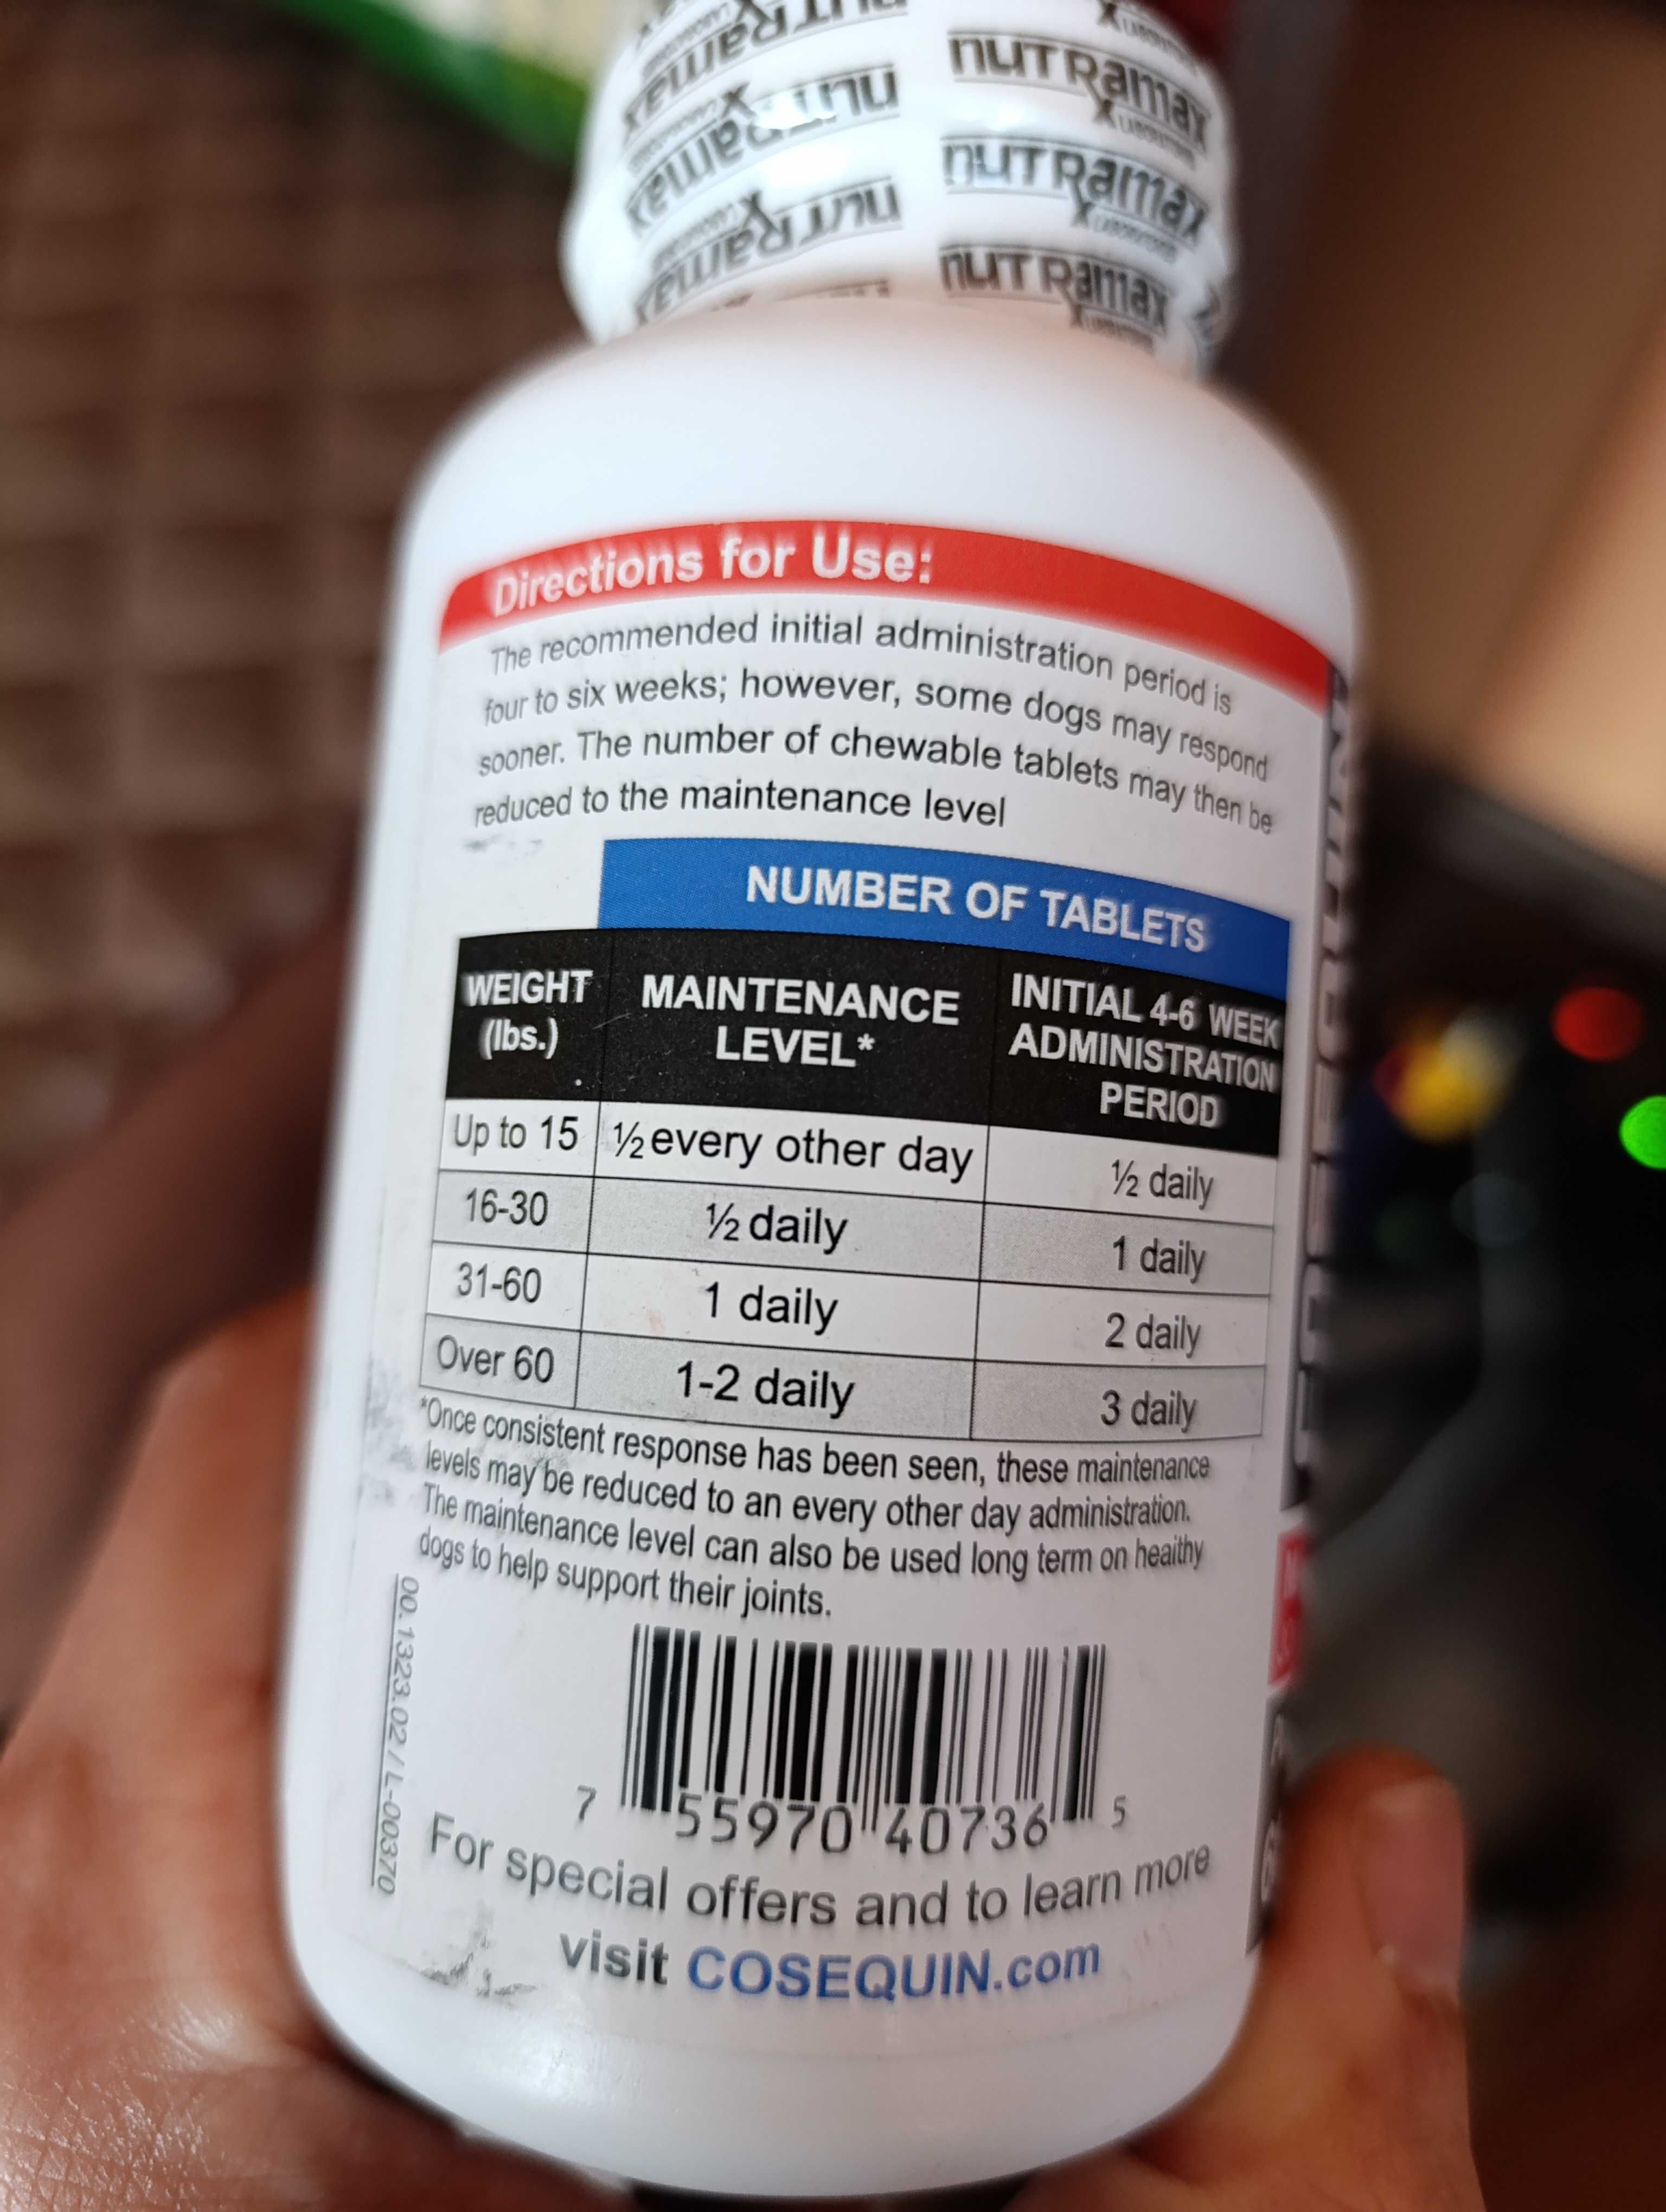 nutramax
nutramax
nutramax
nutramax
nutramax
nutramax
Directions for Use:
The recommended initial administration period is
four to six weeks; however, some dogs may respond
sooner. The number of chewable tablets may then be
reduced to the maintenance level
NUMBER OF TABLETS
WEIGHT (lbs.) MAINTENANCE LEVEL* INITIAL 4-6 WEEK ADMINISTRATION PERIOD
Up to 15 ½ every other day ½ daily
16-30 ½ daily 1 daily
31-60 1 daily 2 daily
Over 60 1-2 daily 3 daily
*Once consistent response has been seen, these maintenance
levels may be reduced to an every other day administration.
The maintenance level can also be used long term on healthy
dogs to help support their joints.
00.1323.02 / L-00370
7 55970 40736 5
For special offers and to learn more
visit COSEQUIN.com